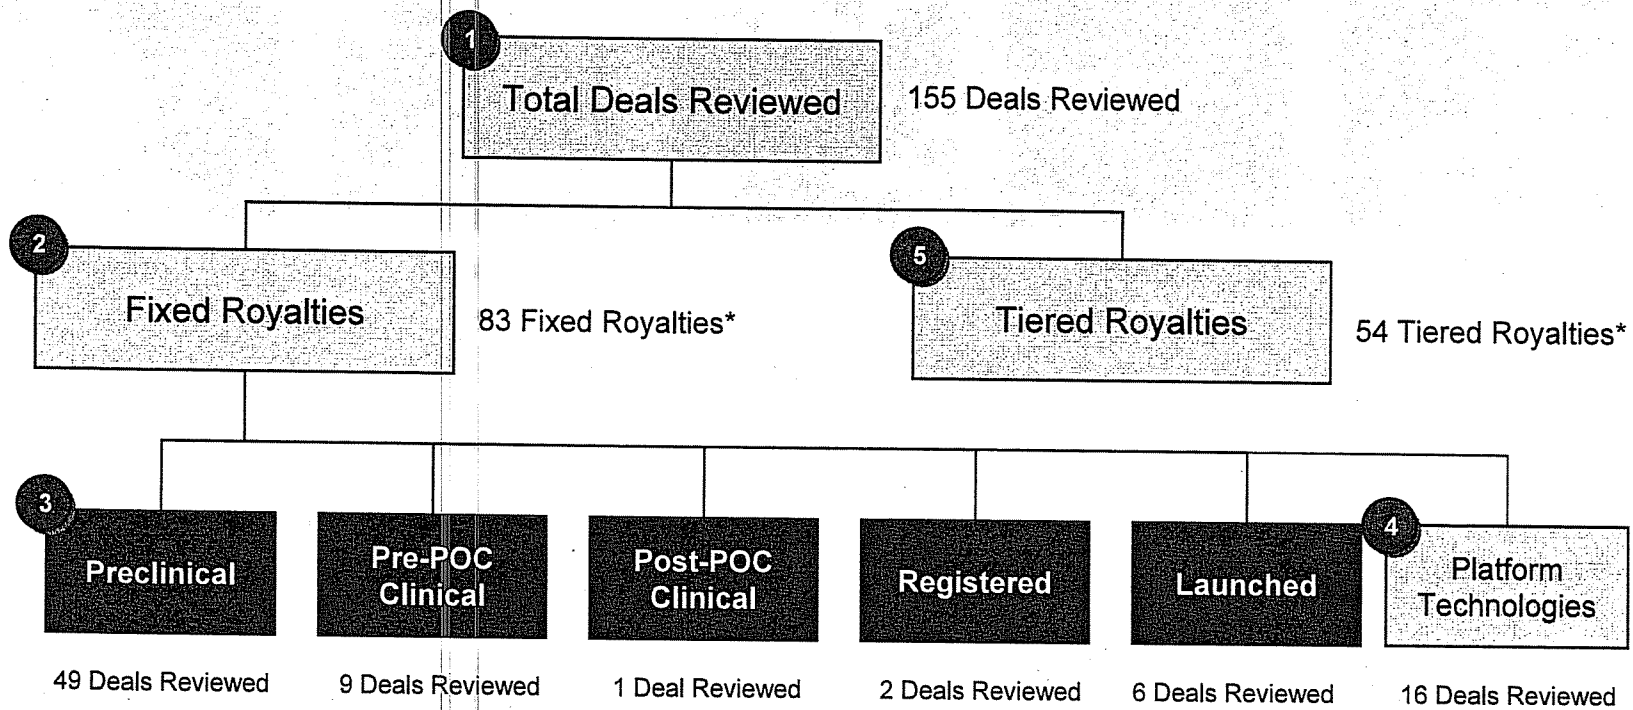 1
Total Deals Reviewed
155 Deals Reviewed
2
Fixed Royalties
83 Fixed Royalties*
5
Tiered Royalties
54 Tiered Royalties*
3
Preclinical
49 Deals Reviewed
Pre-POC
Clinical
9 Deals Reviewed
Post-POC
Clinical
1 Deal Reviewed
Registered
2 Deals Reviewed
Launched
6 Deals Reviewed
4
Platform
Technologies
16 Deals Reviewed